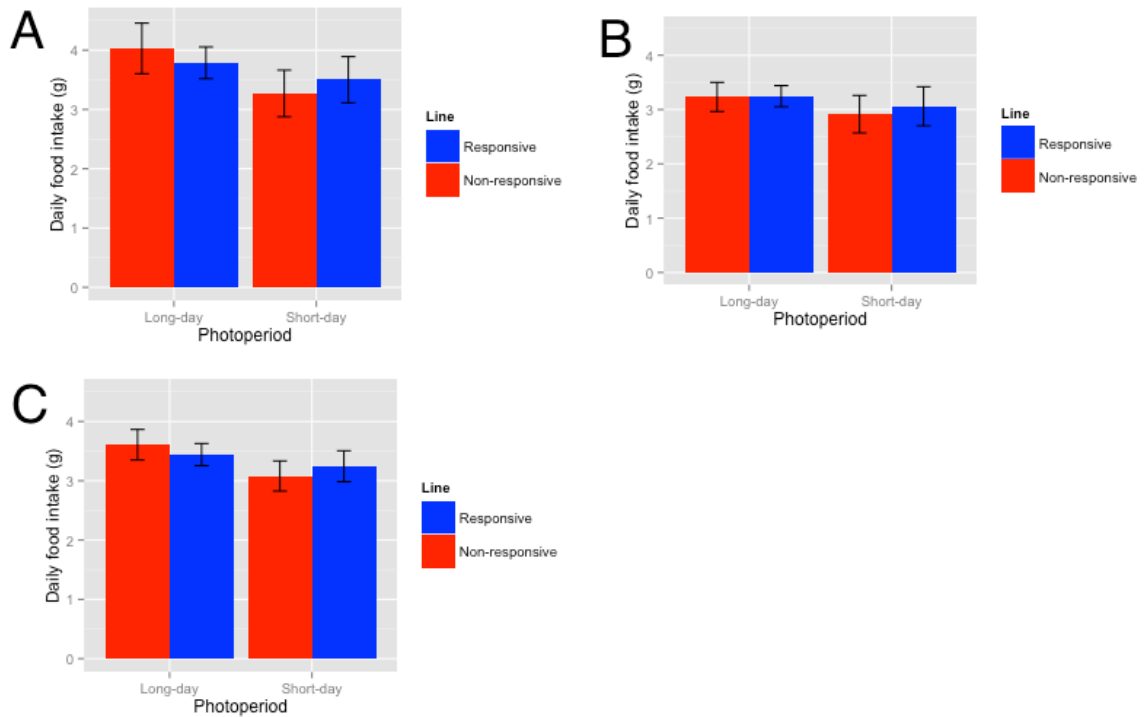 A
Daily food intake (g)
4
3
2
1
0
Long-day Short-day
Photoperiod
Line
Responsive
Non-responsive
B
Daily food intake (g)
4
3
2
1
0
Long-day Short-day
Photoperiod
Line
Responsive
Non-responsive
C
Daily food intake (g)
4
3
2
1
0
Long-day Short-day
Photoperiod
Line
Responsive
Non-responsive